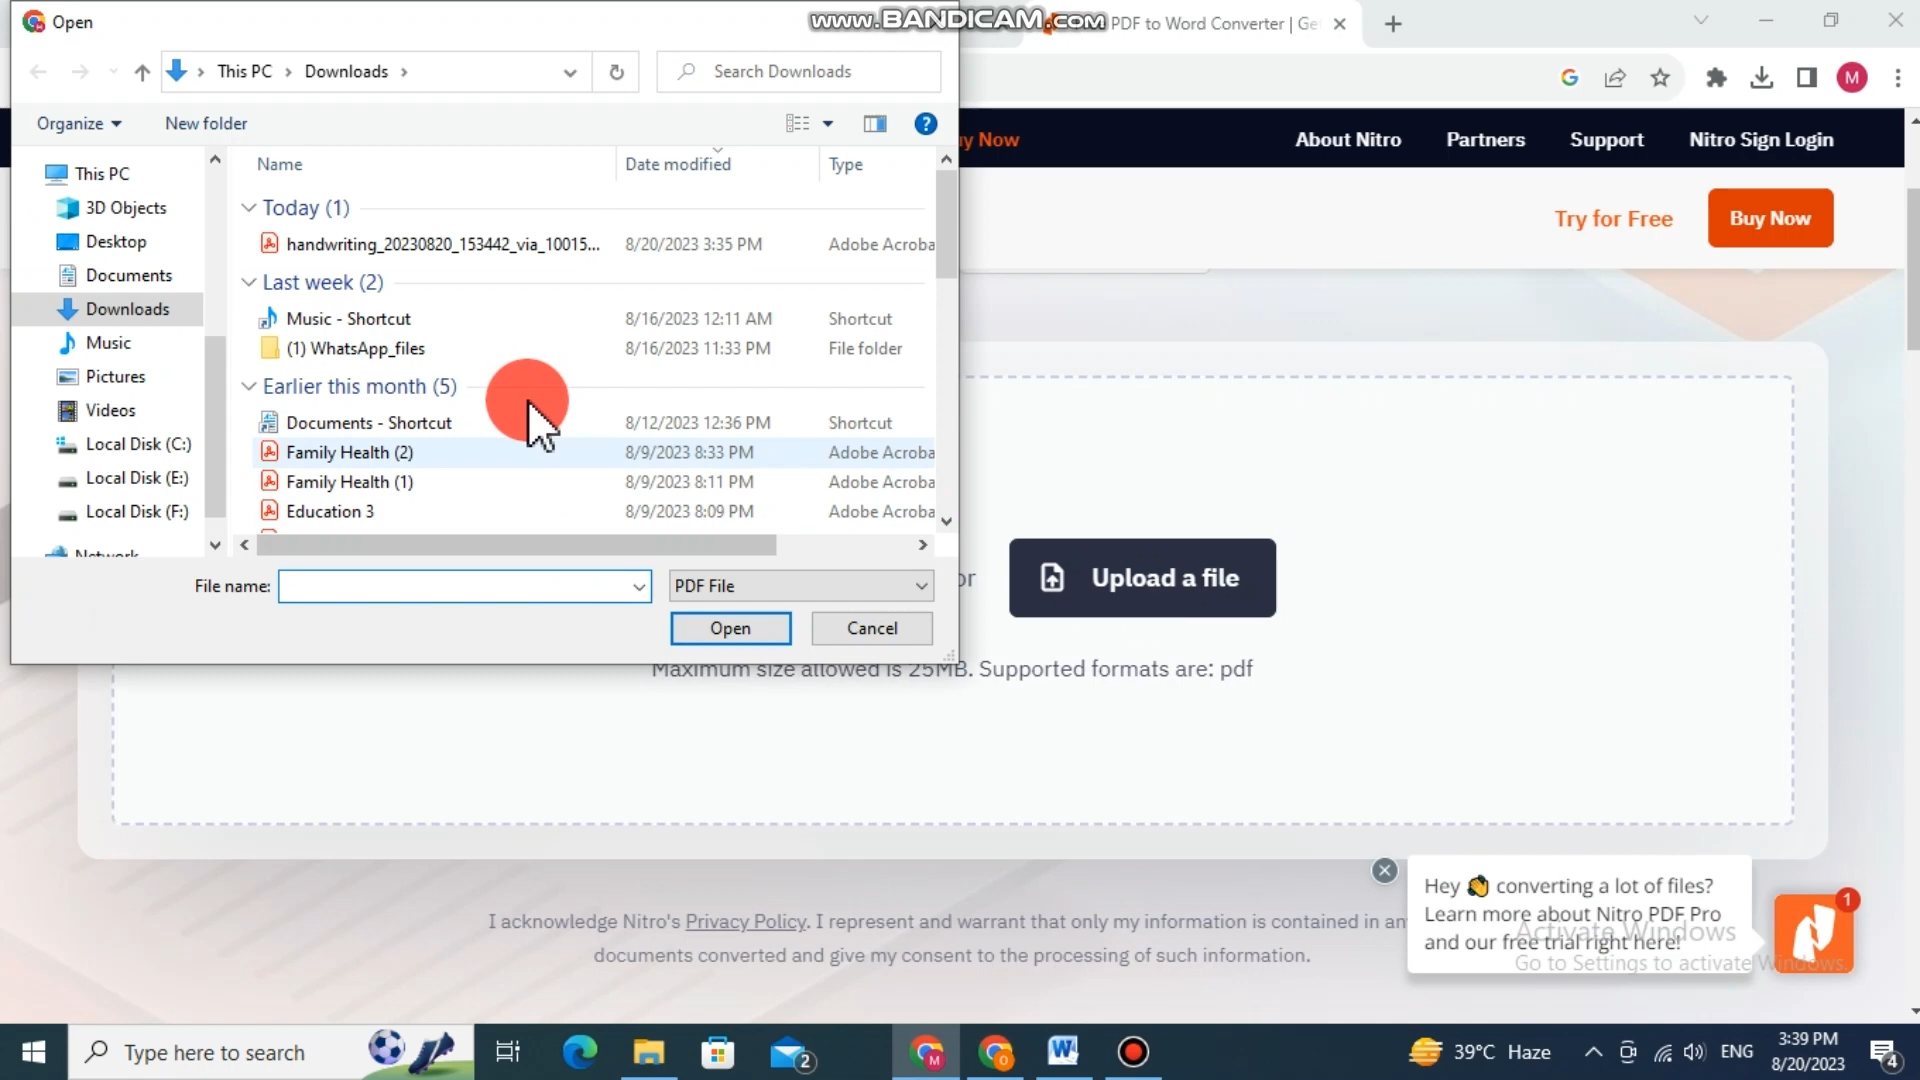 Open
www.BANDICAM.com
PDF to Word Converter | Ge
This PC
Downloads
Search Downloads
M
Organize
New folder
Buy Now
About Nitro
Partners
Support
Nitro Sign Login
Name
Date modified
Type
Try for Free
Buy Now
This PC
3D Objects
Desktop
Documents
Downloads
Music
Pictures
Videos
Local Disk (C:)
Local Disk (E:)
Local Disk (F:)
Network
Today (1)
handwriting_20230820_153442_via_10015... 8/20/2023 3:35 PM Adobe Acroba
Last week (2)
Music - Shortcut 8/16/2023 12:11 AM Shortcut
(1) WhatsApp_files 8/16/2023 11:33 PM File folder
Earlier this month (5)
Documents - Shortcut 8/12/2023 12:36 PM Shortcut
Family Health (2) 8/9/2023 8:33 PM Adobe Acroba
Family Health (1) 8/9/2023 8:11 PM Adobe Acroba
Education 3 8/9/2023 8:09 PM Adobe Acroba
File name:
PDF File
Open
Cancel
or
Upload a file
Maximum size allowed is 25MB. Supported formats are: pdf
I acknowledge Nitro's Privacy Policy. I represent and warrant that only my information is contained in any
documents converted and give my consent to the processing of such information.
Hey 👏 converting a lot of files?
Learn more about Nitro PDF Pro
and our free trial right here!
1
Activate Windows
Go to Settings to activate Windows.
Type here to search
2
M
O
W
39°C Haze
ENG
3:39 PM
8/20/2023
4